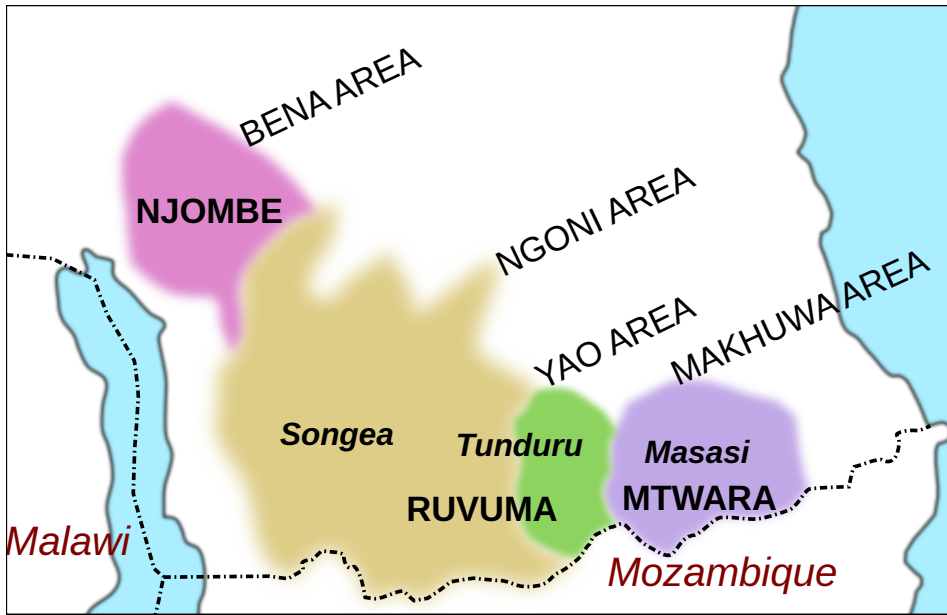 BENA AREA
NJOMBE
NGONI AREA
MAKHUWA AREA
YAO AREA
Songea
Tunduru
Masasi
RUVUMA
MTWARA
Malawi
Mozambique